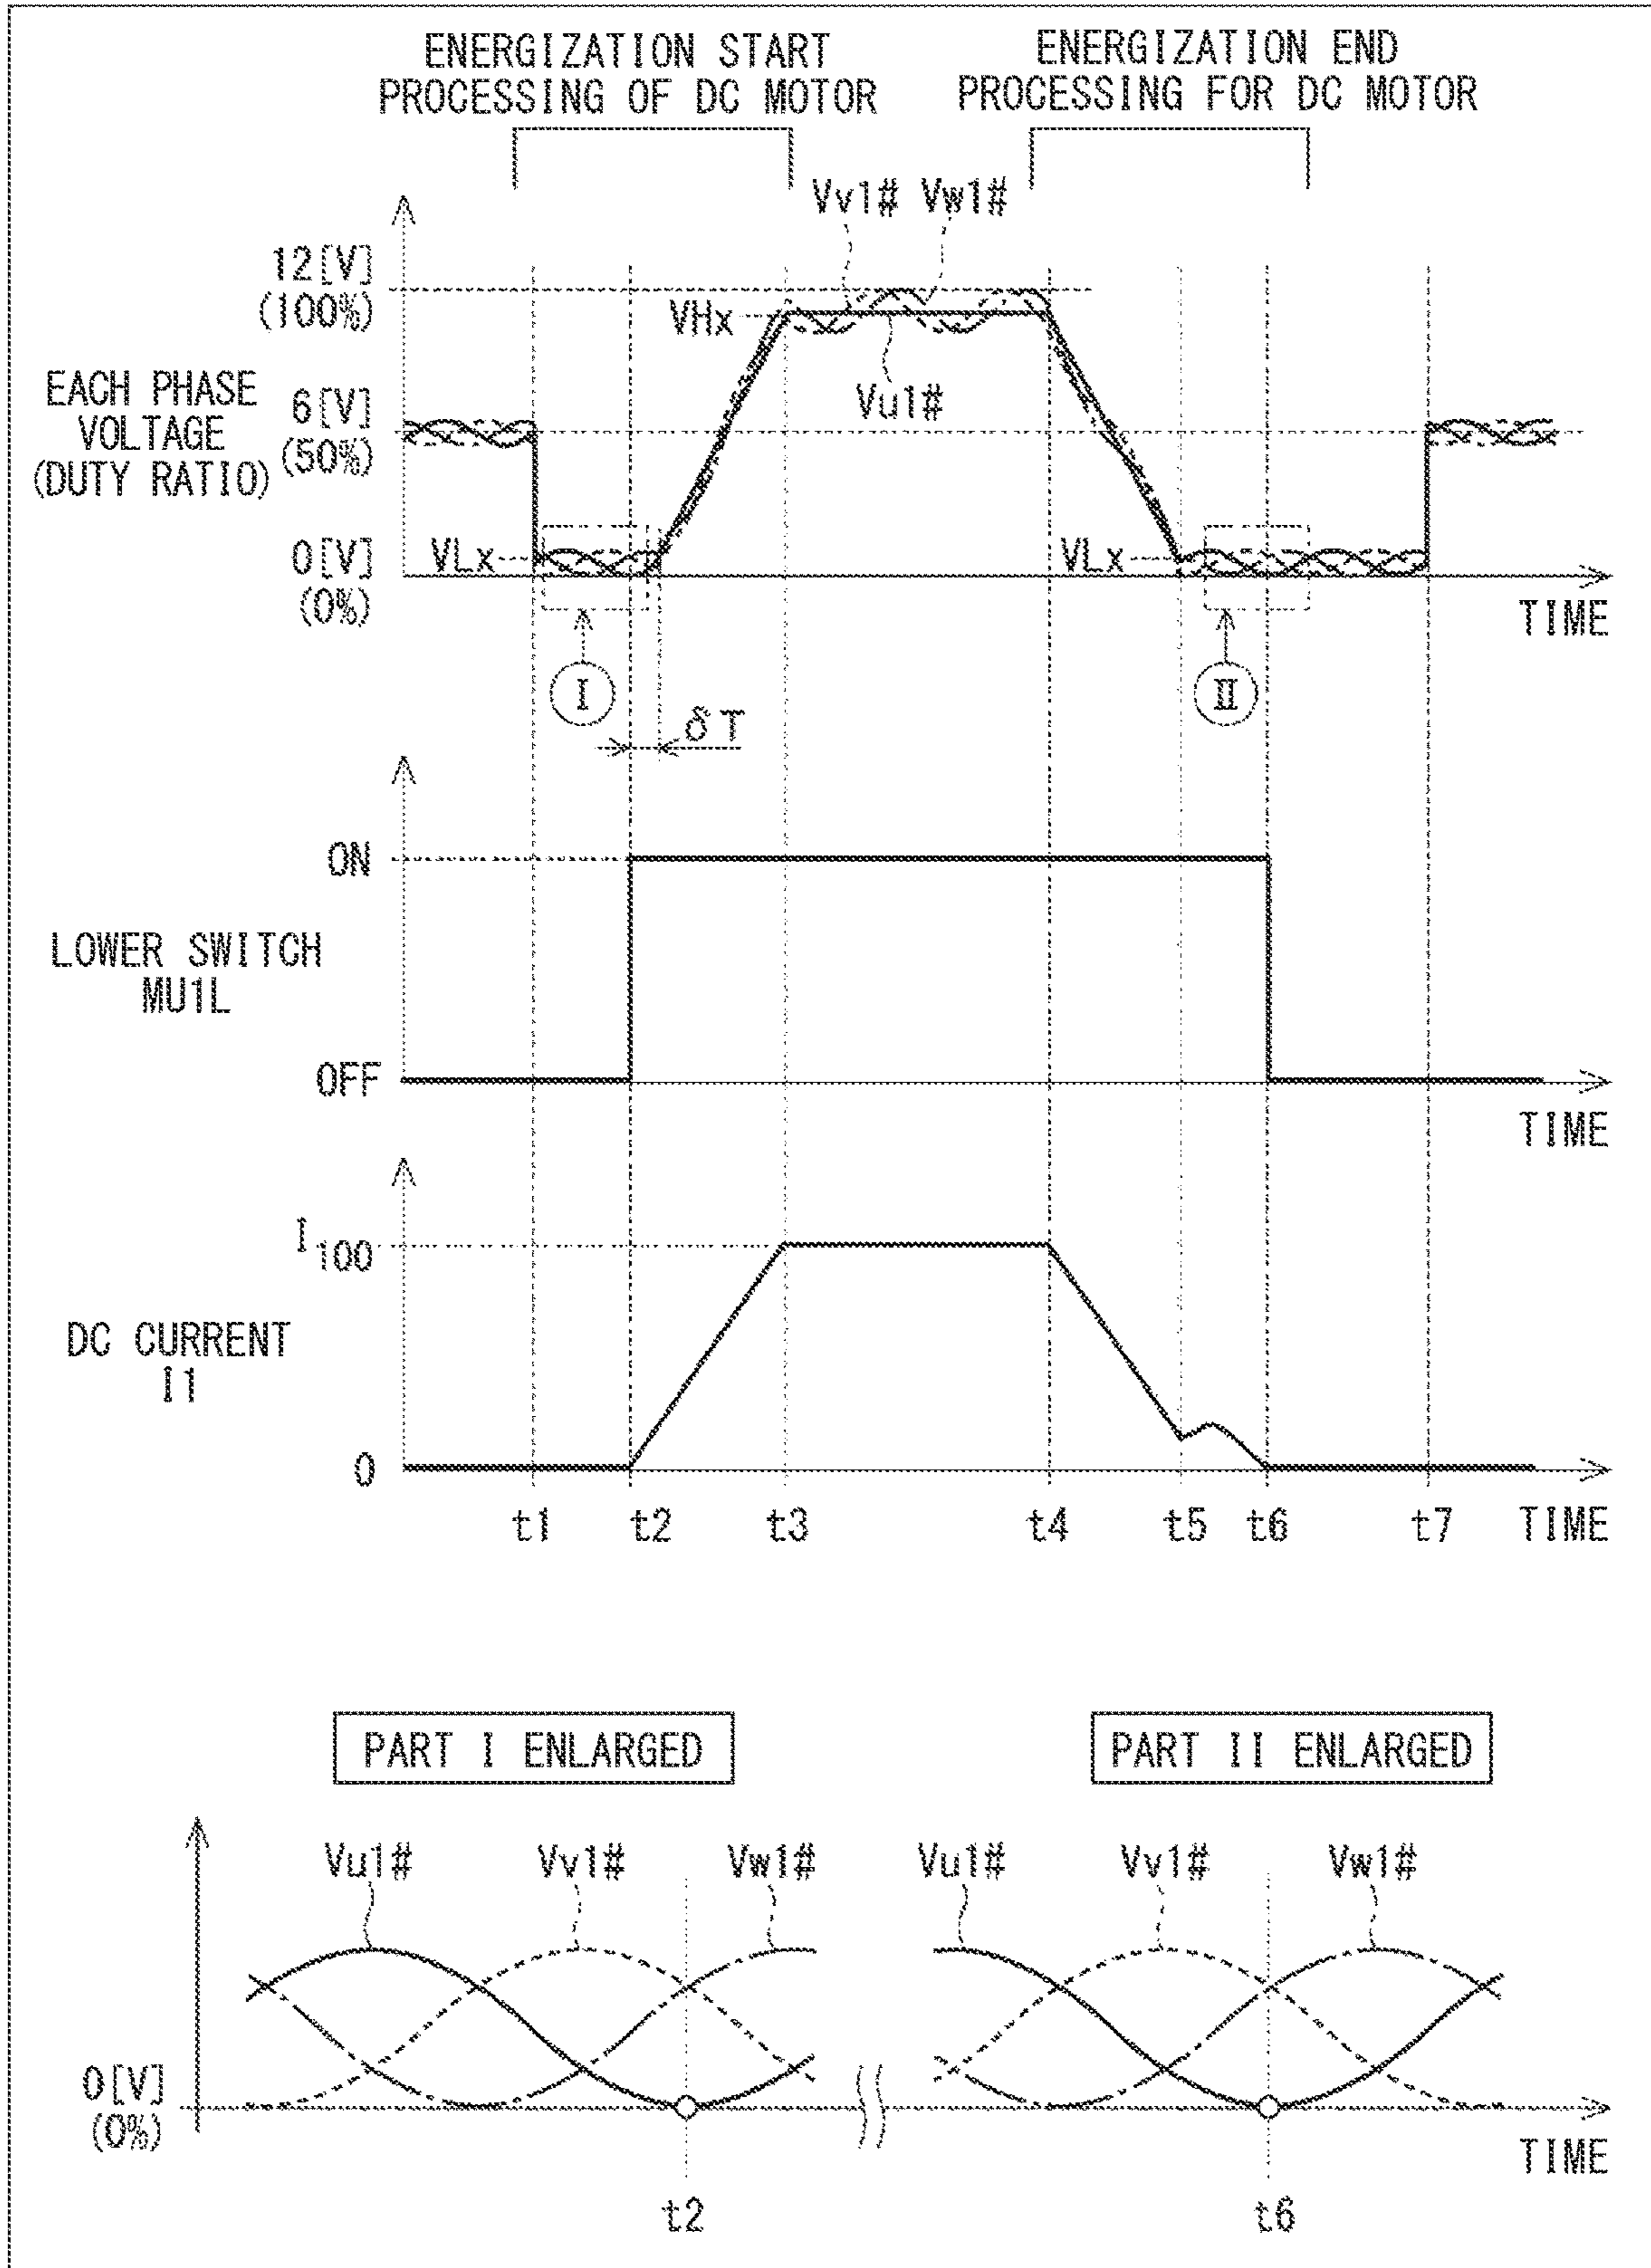 ENERGIZATION START
PROCESSING OF DC MOTOR
ENERGIZATION END
PROCESSING FOR DC MOTOR
Vv1# Vw1#
12[V]
(100%)
VHx
Vu1#
EACH PHASE
VOLTAGE
(DUTY RATIO)
6[V]
(50%)
VLx
VLx
0[V]
(0%)
TIME
I
II
δT
ON
LOWER SWITCH
MU1L
OFF
TIME
I100
DC CURRENT
I1
0
t1 t2 t3 t4 t5 t6 t7 TIME
PART I ENLARGED
PART II ENLARGED
Vu1# Vv1# Vw1# Vu1# Vv1# Vw1#
0[V]
(0%)
TIME
t2 t6